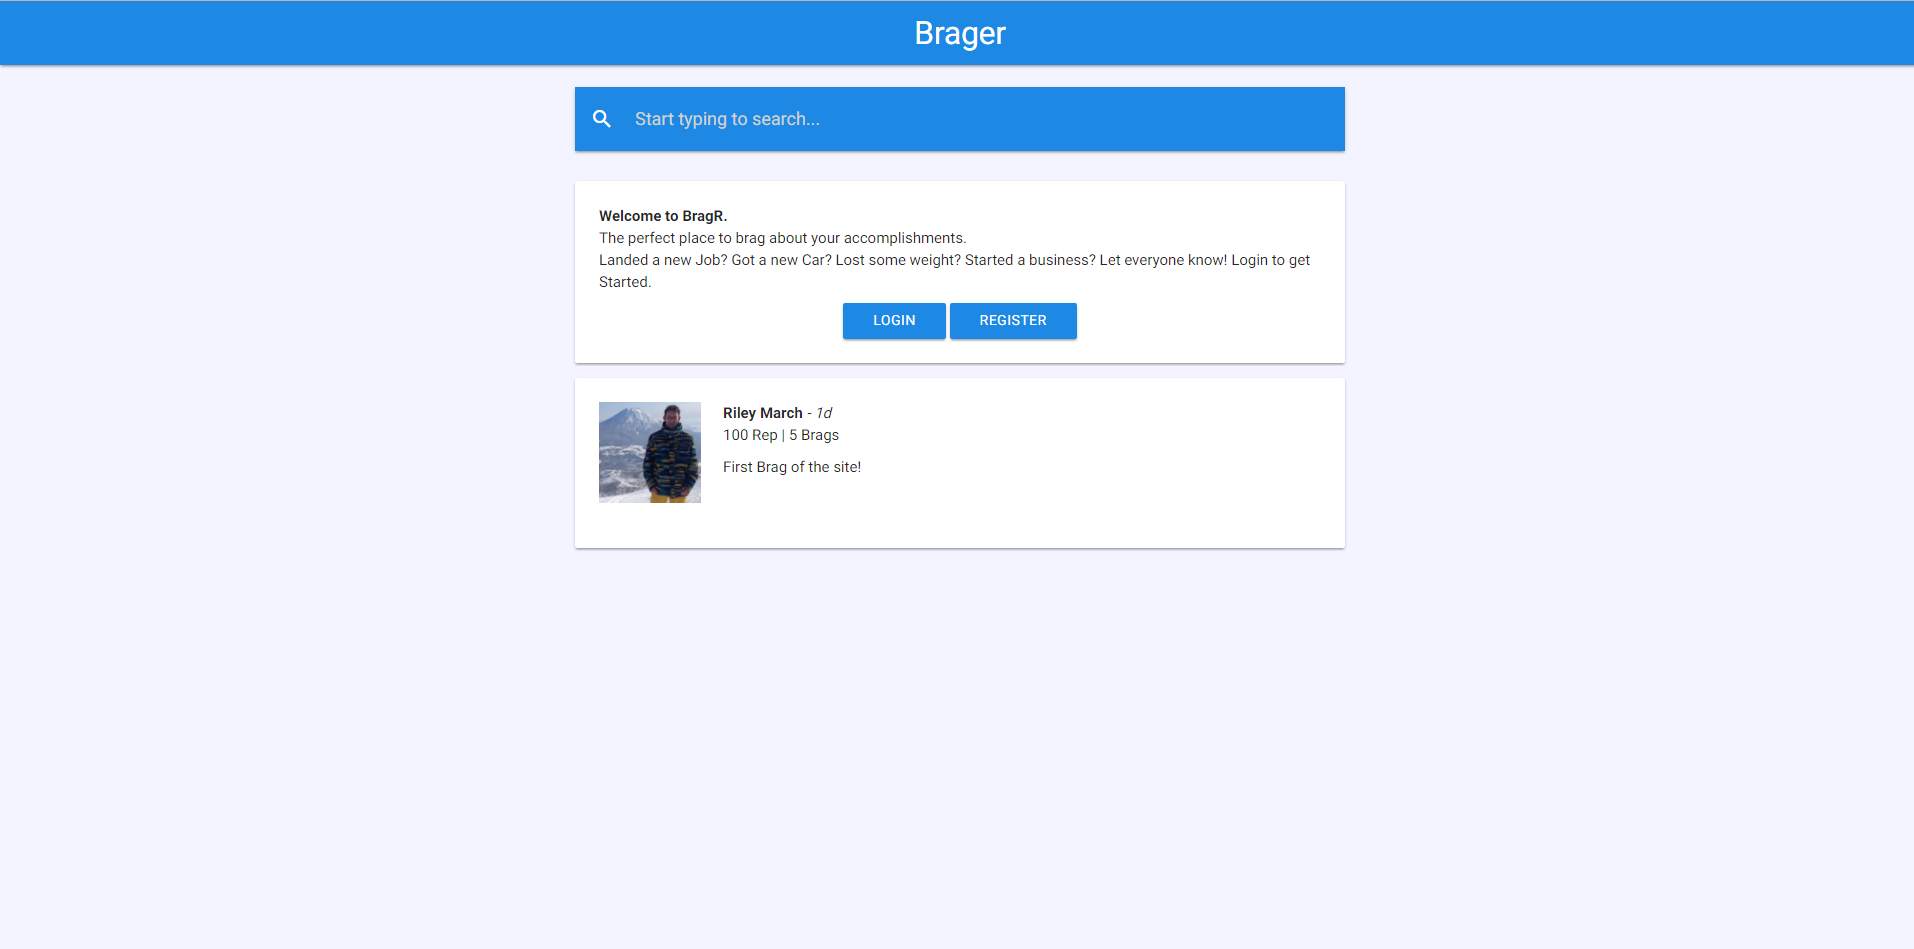 Brager
Start typing to search...
Welcome to BragR.
The perfect place to brag about your accomplishments.
Landed a new Job? Got a new Car? Lost some weight? Started a business? Let everyone know! Login to get
Started.
LOGIN REGISTER
Riley March - 1d
100 Rep | 5 Brags
First Brag of the site!